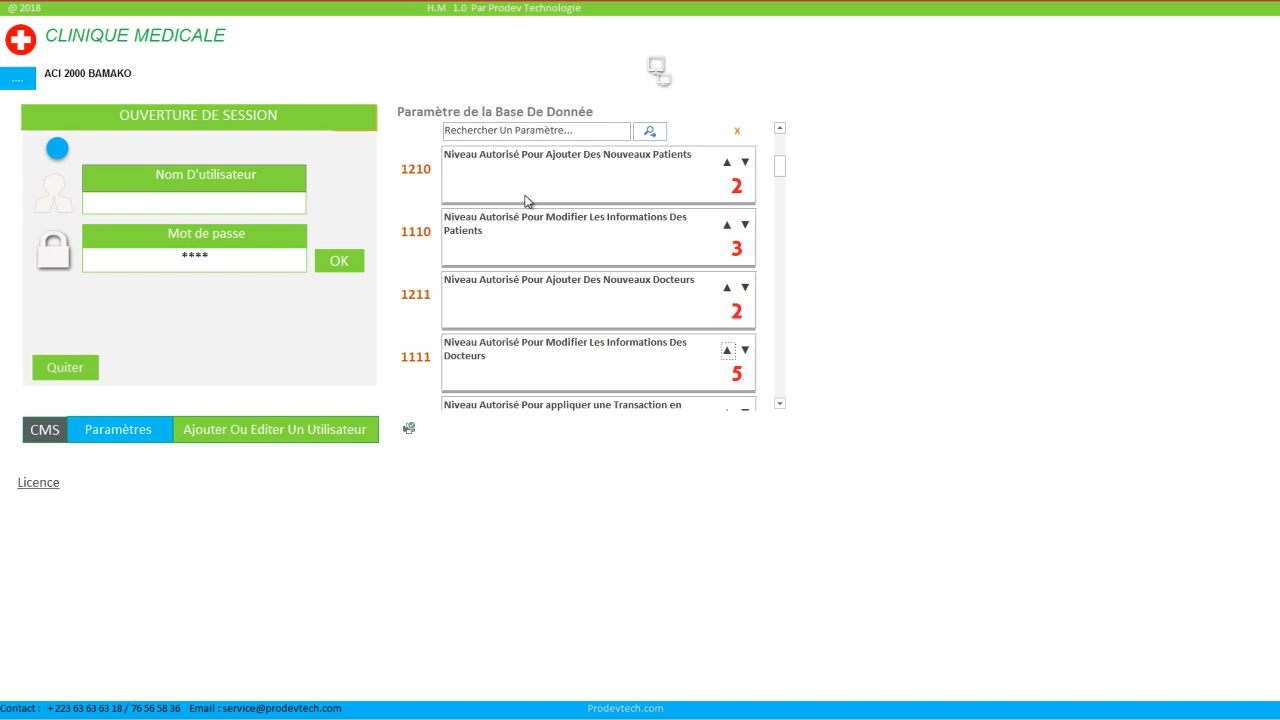 @ 2018
H.M 1.0 Par Prodev Technologie
CLINIQUE MEDICALE
....
ACI 2000 BAMAKO
OUVERTURE DE SESSION
Nom D'utilisateur
Mot de passe
****
OK
Quiter
CMS
Paramètres
Ajouter Ou Editer Un Utilisateur
Licence
Paramètre de la Base De Donnée
Rechercher Un Paramètre...
x
1210
Niveau Autorisé Pour Ajouter Des Nouveaux Patients
2
1110
Niveau Autorisé Pour Modifier Les Informations Des
Patients
3
1211
Niveau Autorisé Pour Ajouter Des Nouveaux Docteurs
2
1111
Niveau Autorisé Pour Modifier Les Informations Des
Docteurs
5
Niveau Autorisé Pour appliquer une Transaction en
Contact : + 223 63 63 63 18 / 76 56 58 36 Email : service@prodevtech.com
Prodevtech.com